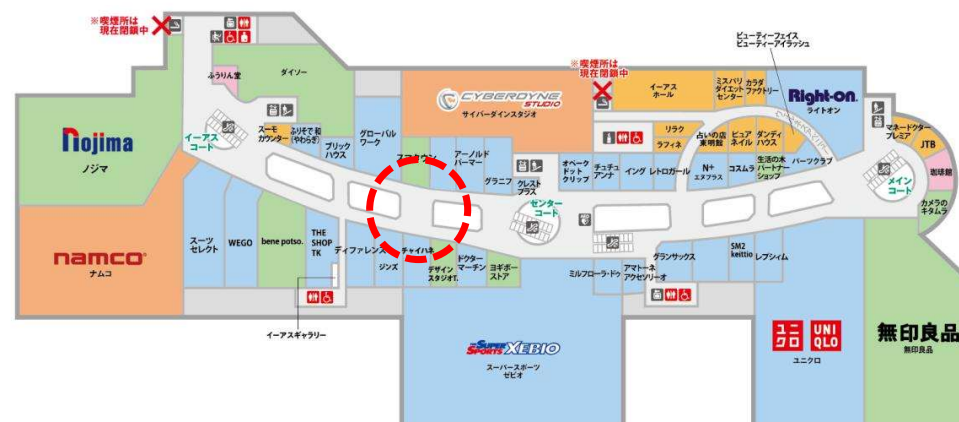 ※喫煙所は
現在閉鎖中
ふうりん堂
ダイソー
nojima
ノジマ
イーアス
コート
スーモ
カウンター
ふりそで 和
(やわらぎ)
ブリック
ハウス
グローバル
ワーク
CYBERDYNE
STUDIO
サイバーダインスタジオ
スマタウン
アーノルド
パーマー
グラニフ
クレスト
プラス
※喫煙所は
現在閉鎖中
イーアス
ホール
ミスパリ
ダイエット
センター
カラダ
ファクトリー
ビューティーフェイス
ビューティーアイラッシュ
Right-on.
ライトオン
リラク
ラフィネ
占いの店
東明館
ピュア
ネイル
ダンディ
ハウス
オペーク
ドット
クリップ
チュチュ
アンナ
イング
レトロガール
N+
エヌプラス
コスムラ
生活の木
パートナー
ショップ
パーツクラブ
マネードクター
プレミア
JTB
珈琲館
カメラの
キタムラ
メイン
コート
センター
コート
namco
ナムコ
スーツ
セレクト
WEGO
bene potso.
THE
SHOP
TK
ディファレンス
ジンズ
チャイハネ
デザイン
スタジオT.
ドクター
マーチン
ヨギボー
ストア
イーアスギャラリー
ミルフローラ・ドゥ
アマトーネ
アクセソリーオ
グランサックス
SM2
keittio
レプシィム
SUPER
SPORTS XEBIO
スーパースポーツ
ゼビオ
ユニ
クロ
UNI
QLO
ユニクロ
無印良品
無印良品